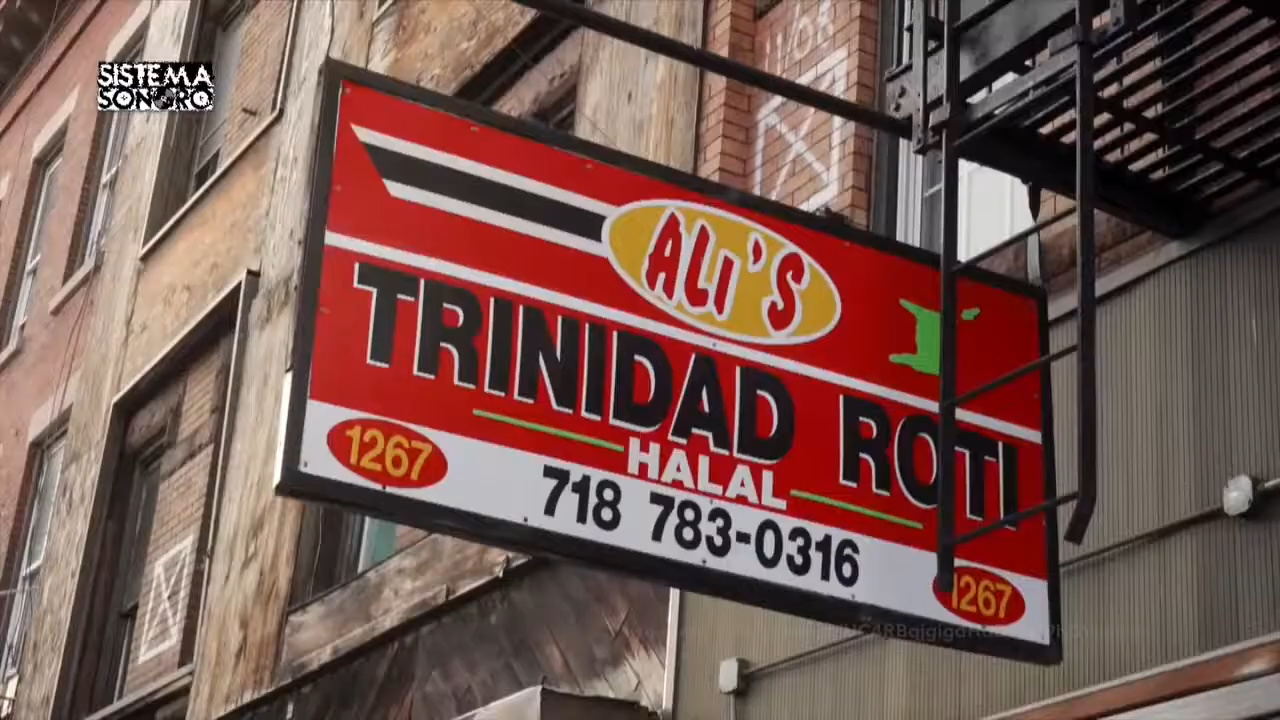 SISTEMA
SONORO
ALI'S
TRINIDAD ROTI
HALAL
1267
718 783-0316
1267